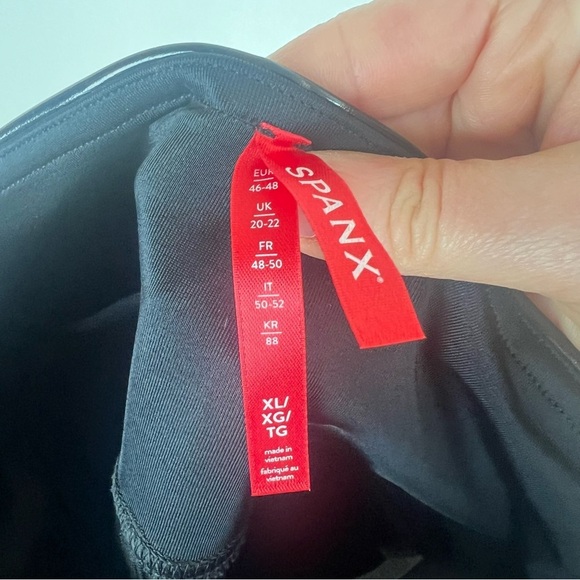 SPANX
EUR
46-48
UK
20-22
FR
48-50
IT
50-52
KR
88
XL/
XG/
TG
made in
vietnam
fabriqué au
vietnam